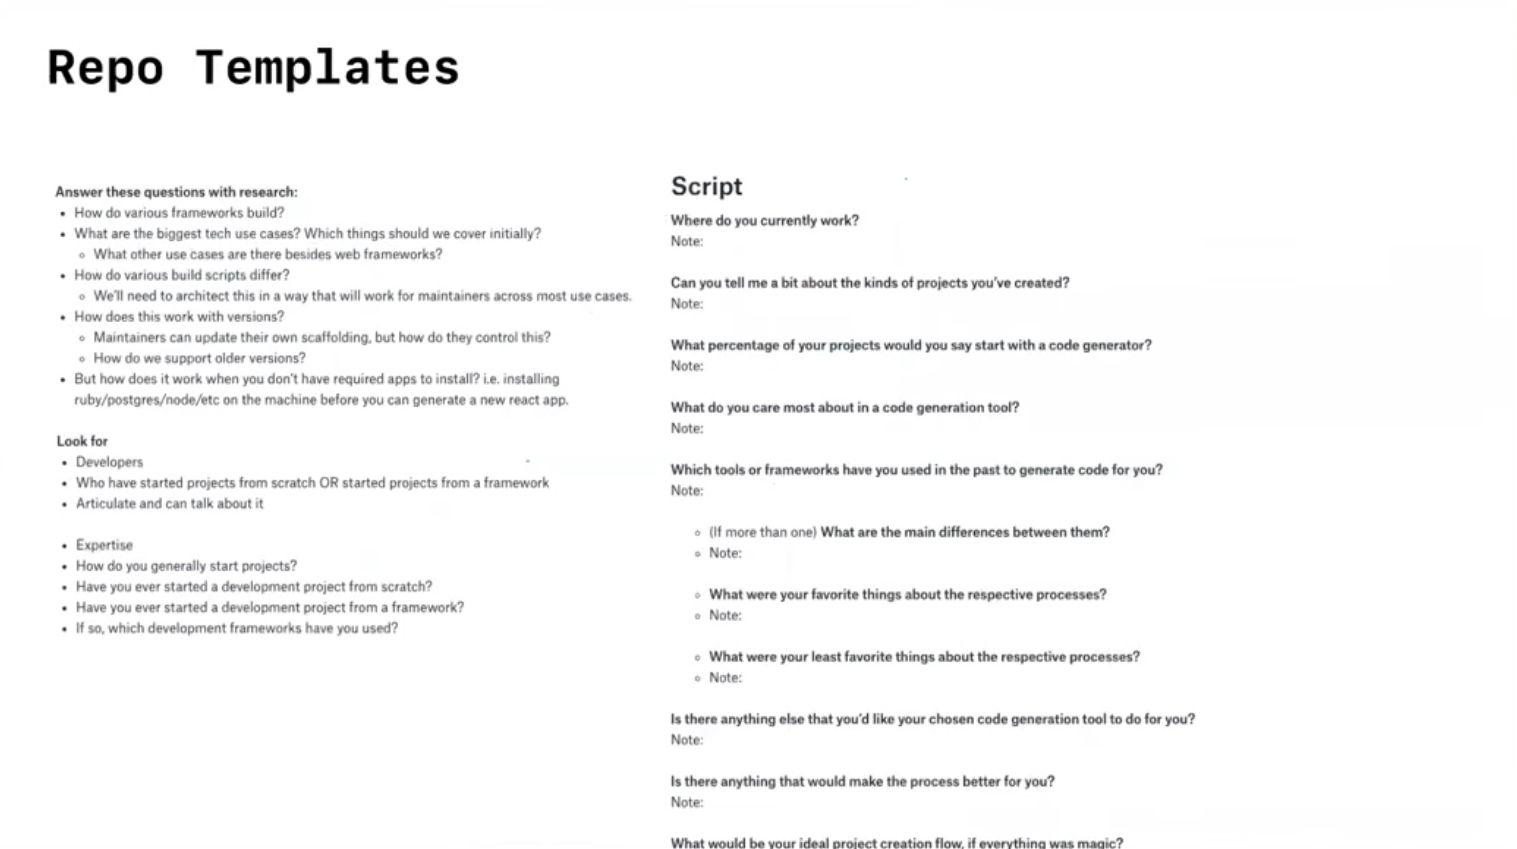 Repo Templates
Answer these questions with research:
• How do various frameworks build?
• What are the biggest tech use cases? Which things should we cover initially?
◦ What other use cases are there besides web frameworks?
• How do various build scripts differ?
◦ We'll need to architect this in a way that will work for maintainers across most use cases.
• How does this work with versions?
◦ Maintainers can update their own scaffolding, but how do they control this?
◦ How do we support older versions?
• But how does it work when you don't have required apps to install? i.e. installing
ruby/postgres/node/etc on the machine before you can generate a new react app.
Look for
• Developers
• Who have started projects from scratch OR started projects from a framework
• Articulate and can talk about it
• Expertise
• How do you generally start projects?
• Have you ever started a development project from scratch?
• Have you ever started a development project from a framework?
• If so, which development frameworks have you used?
Script
Where do you currently work?
Note:
Can you tell me a bit about the kinds of projects you've created?
Note:
What percentage of your projects would you say start with a code generator?
Note:
What do you care most about in a code generation tool?
Note:
Which tools or frameworks have you used in the past to generate code for you?
Note:
◦ (If more than one) What are the main differences between them?
◦ Note:
◦ What were your favorite things about the respective processes?
◦ Note:
◦ What were your least favorite things about the respective processes?
◦ Note:
Is there anything else that you'd like your chosen code generation tool to do for you?
Note:
Is there anything that would make the process better for you?
Note:
What would be your ideal project creation flow, if everything was magic?